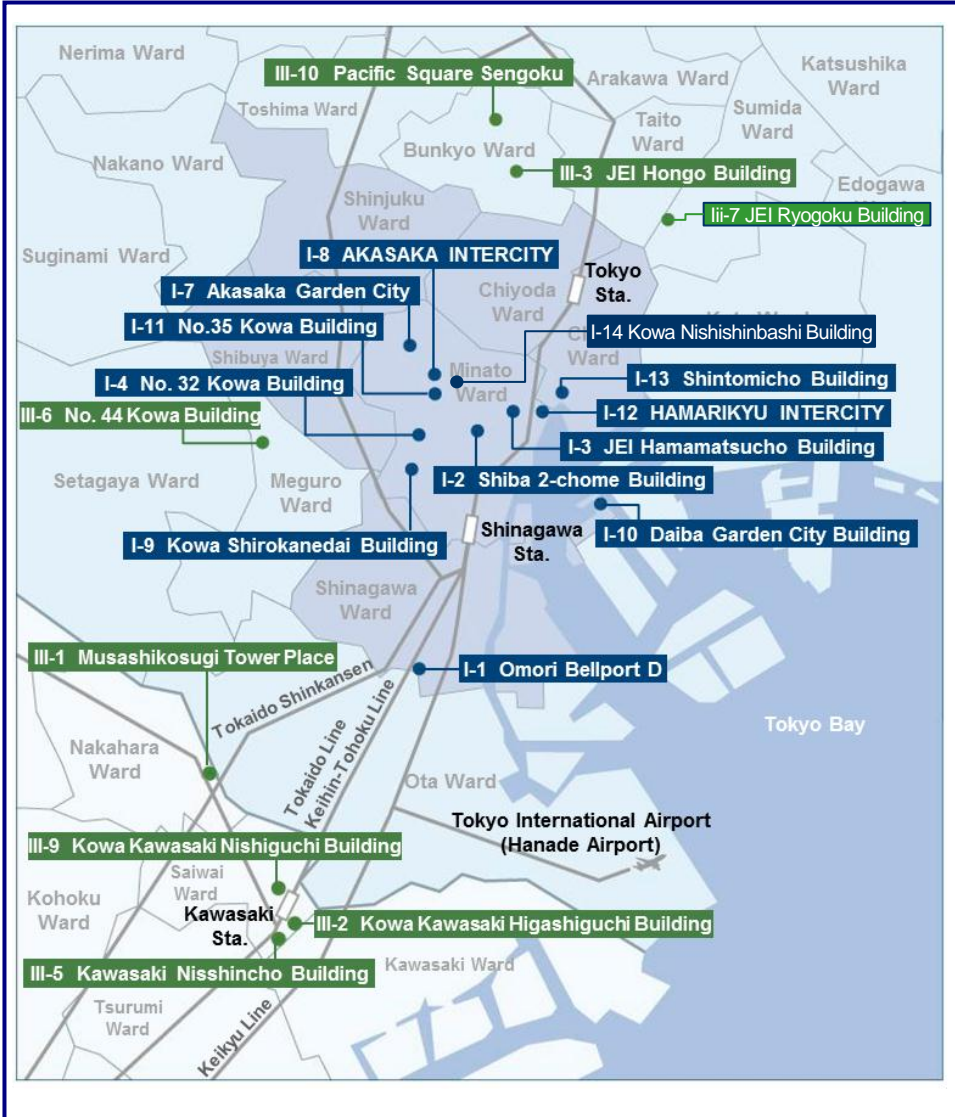 Nerima Ward
III-10 Pacific Square Sengoku
Katsushika
Ward
Arakawa Ward
Toshima Ward
Sumida
Ward
Taito
Ward
Bunkyo Ward
Nakano Ward
III-3 JEI Hongo Building
Edogawa
Shinjuku
Ward
Iii-7 JEI Ryogoku Building
Suginami Ward
I-8 AKASAKA INTERCITY
Tokyo
Sta.
I-7 Akasaka Garden City
Chiyoda
Ward
I-11 No.35 Kowa Building
I-14 Kowa Nishishinbashi Building
Ward
Shibuya Ward
Minato
Ward
I-4 No. 32 Kowa Building
I-13 Shintomicho Building
III-6 No. 44 Kowa Building
I-12 HAMARIKYU INTERCITY
I-3 JEI Hamamatsucho Building
Setagaya Ward
Meguro
Ward
I-2 Shiba 2-chome Building
Shinagawa
Sta.
I-10 Daiba Garden City Building
I-9 Kowa Shirokanedai Building
Shinagawa
Ward
III-1 Musashikosugi Tower Place
I-1 Omori Bellport D
Tokaido Shinkansen
Tokyo Bay
Nakahara
Ward
Tokaido Line
Keihin-Tohoku Line
Ota Ward
Tokyo International Airport
(Hanade Airport)
III-9 Kowa Kawasaki Nishiguchi Building
Saiwai
Ward
Kohoku
Ward
Kawasaki
Sta.
III-2 Kowa Kawasaki Higashiguchi Building
III-5 Kawasaki Nisshincho Building
Kawasaki Ward
Tsurumi
Ward
Keikyu Line